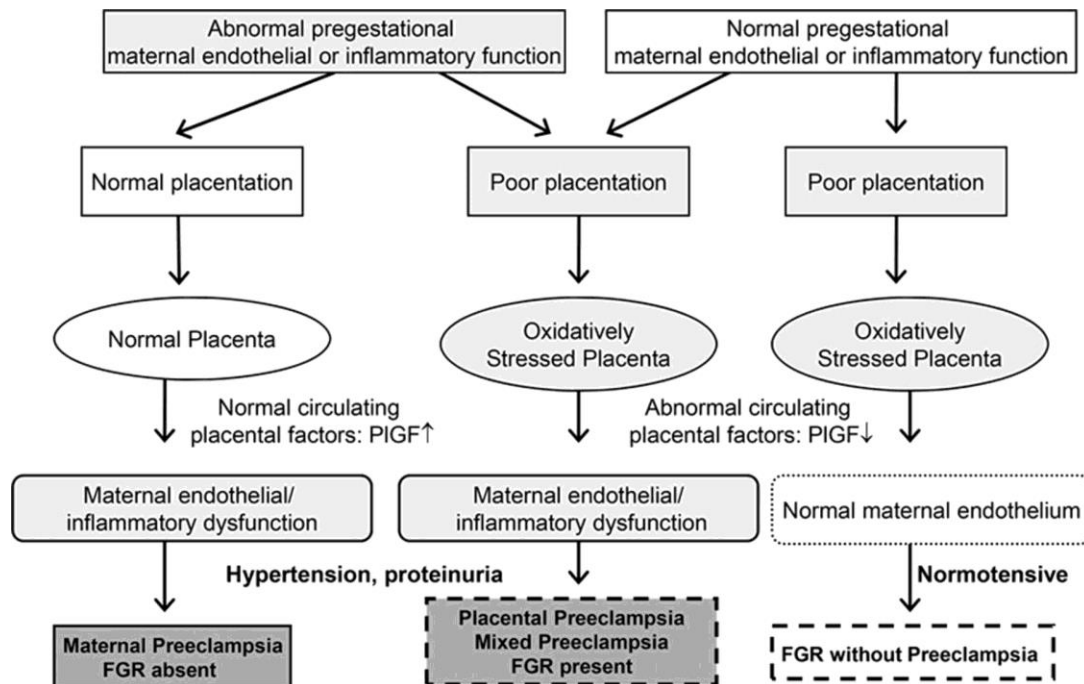 Abnormal pregestational
maternal endothelial or inflammatory function
Normal pregestational
maternal endothelial or inflammatory function
Normal placentation
Poor placentation
Poor placentation
Normal Placenta
Oxidatively
Stressed Placenta
Oxidatively
Stressed Placenta
Normal circulating
placental factors: PlGF↑
Abnormal circulating
placental factors: PlGF↓
Maternal endothelial/
inflammatory dysfunction
Maternal endothelial/
inflammatory dysfunction
Normal maternal endothelium
Hypertension, proteinuria
Normotensive
Maternal Preeclampsia
FGR absent
Placental Preeclampsia
Mixed Preeclampsia
FGR present
FGR without Preeclampsia